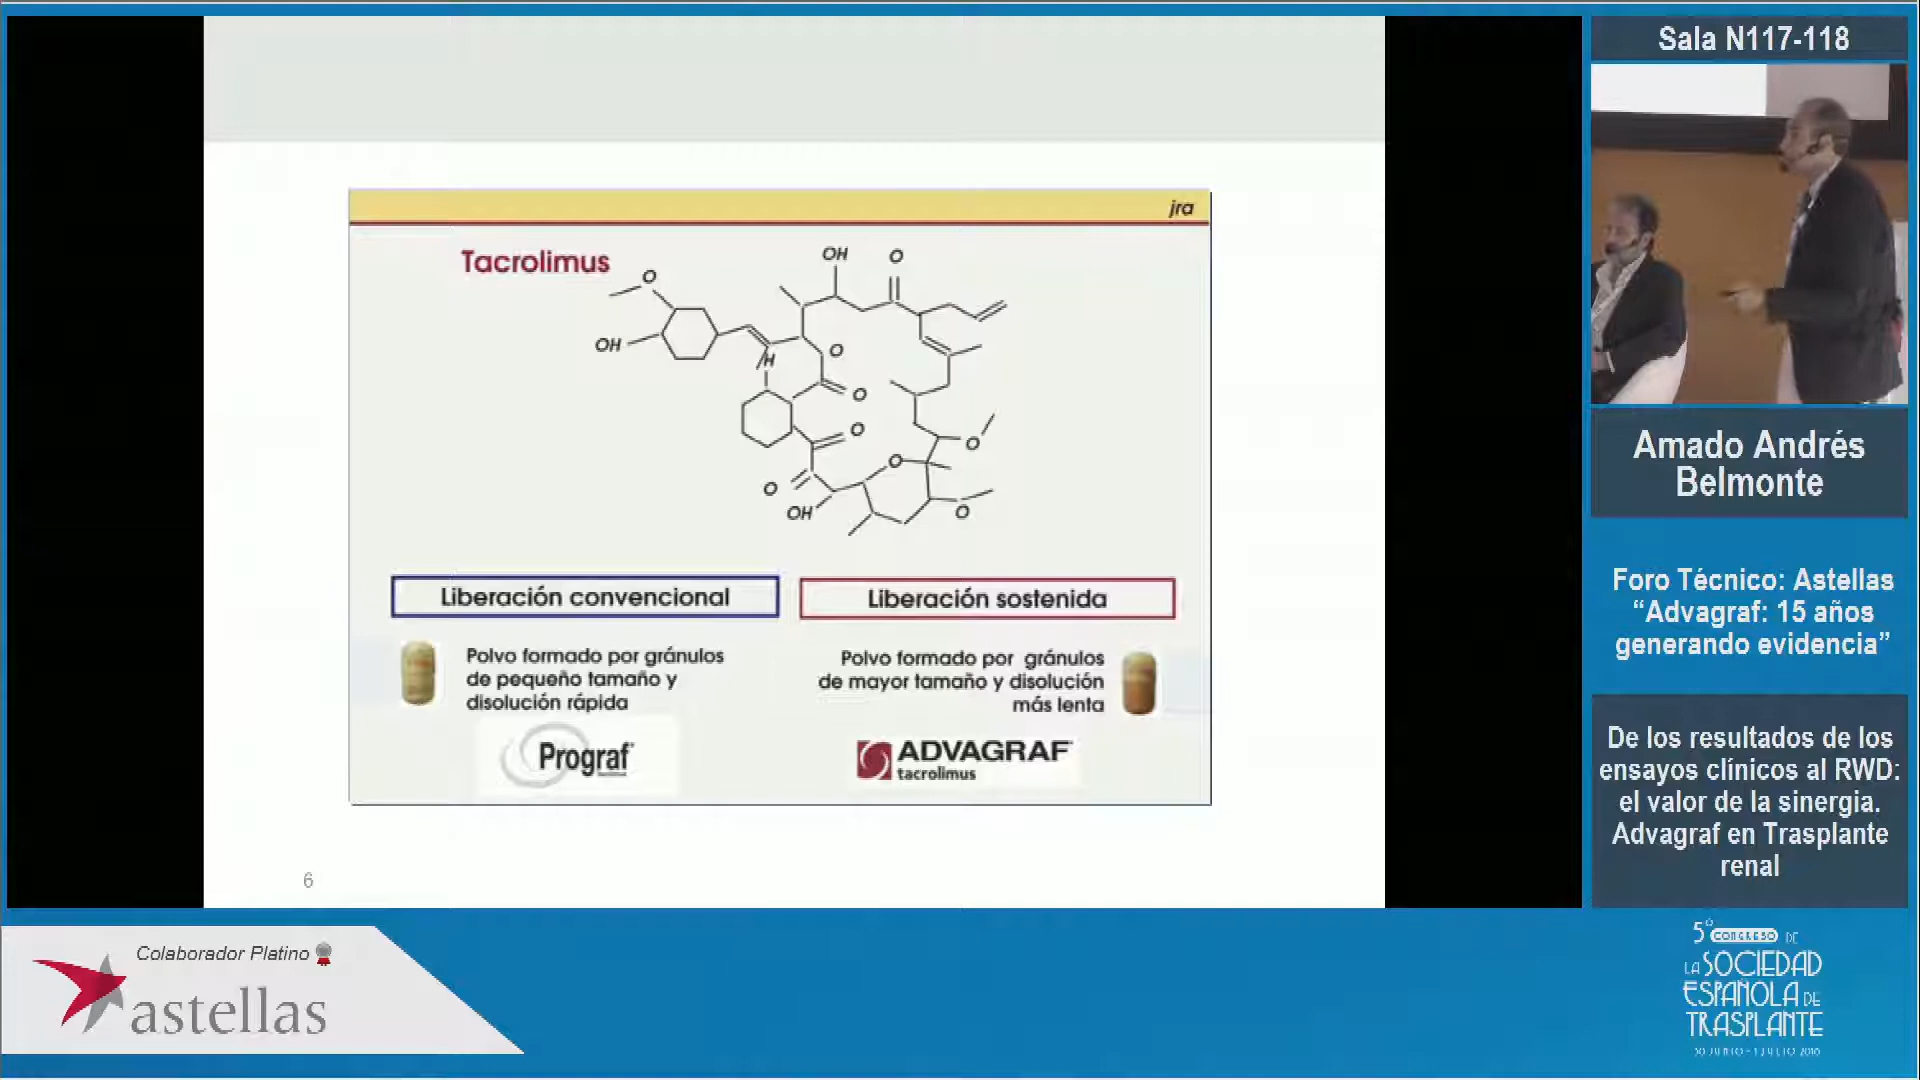 Sala N117-118
jra
Tacrolimus
OH
O
O
OH
O
H
O
O
O
O
O
OH
O
Liberación convencional
Liberación sostenida
Polvo formado por gránulos
de pequeño tamaño y
disolución rápida
Polvo formado por gránulos
de mayor tamaño y disolución
más lenta
Prograf
ADVAGRAF
tacrolimus
6
Amado Andrés
Belmonte
Foro Técnico: Astellas
“Advagraf: 15 años
generando evidencia”
De los resultados de los
ensayos clínicos al RWD:
el valor de la sinergia.
Advagraf en Trasplante
renal
Colaborador Platino
astellas
5º CONGRESO DE
LA SOCIEDAD
ESPAÑOLA DE
TRASPLANTE